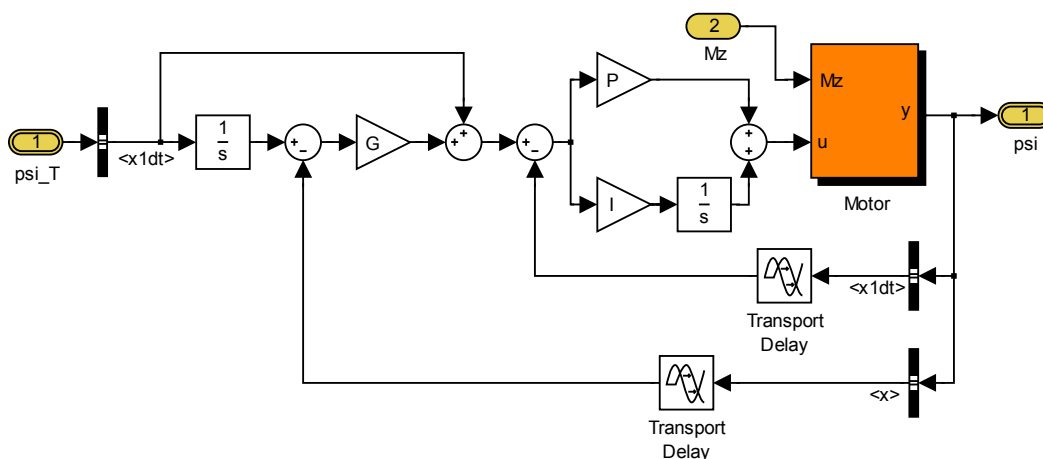 2
Mz
P
Mz
y
u
Motor
1
psi_T
<x1dt>
1
s
+
−
G
+
+
+
−
+
+
I
1
s
1
psi
<x1dt>
Transport
Delay
<x>
Transport
Delay